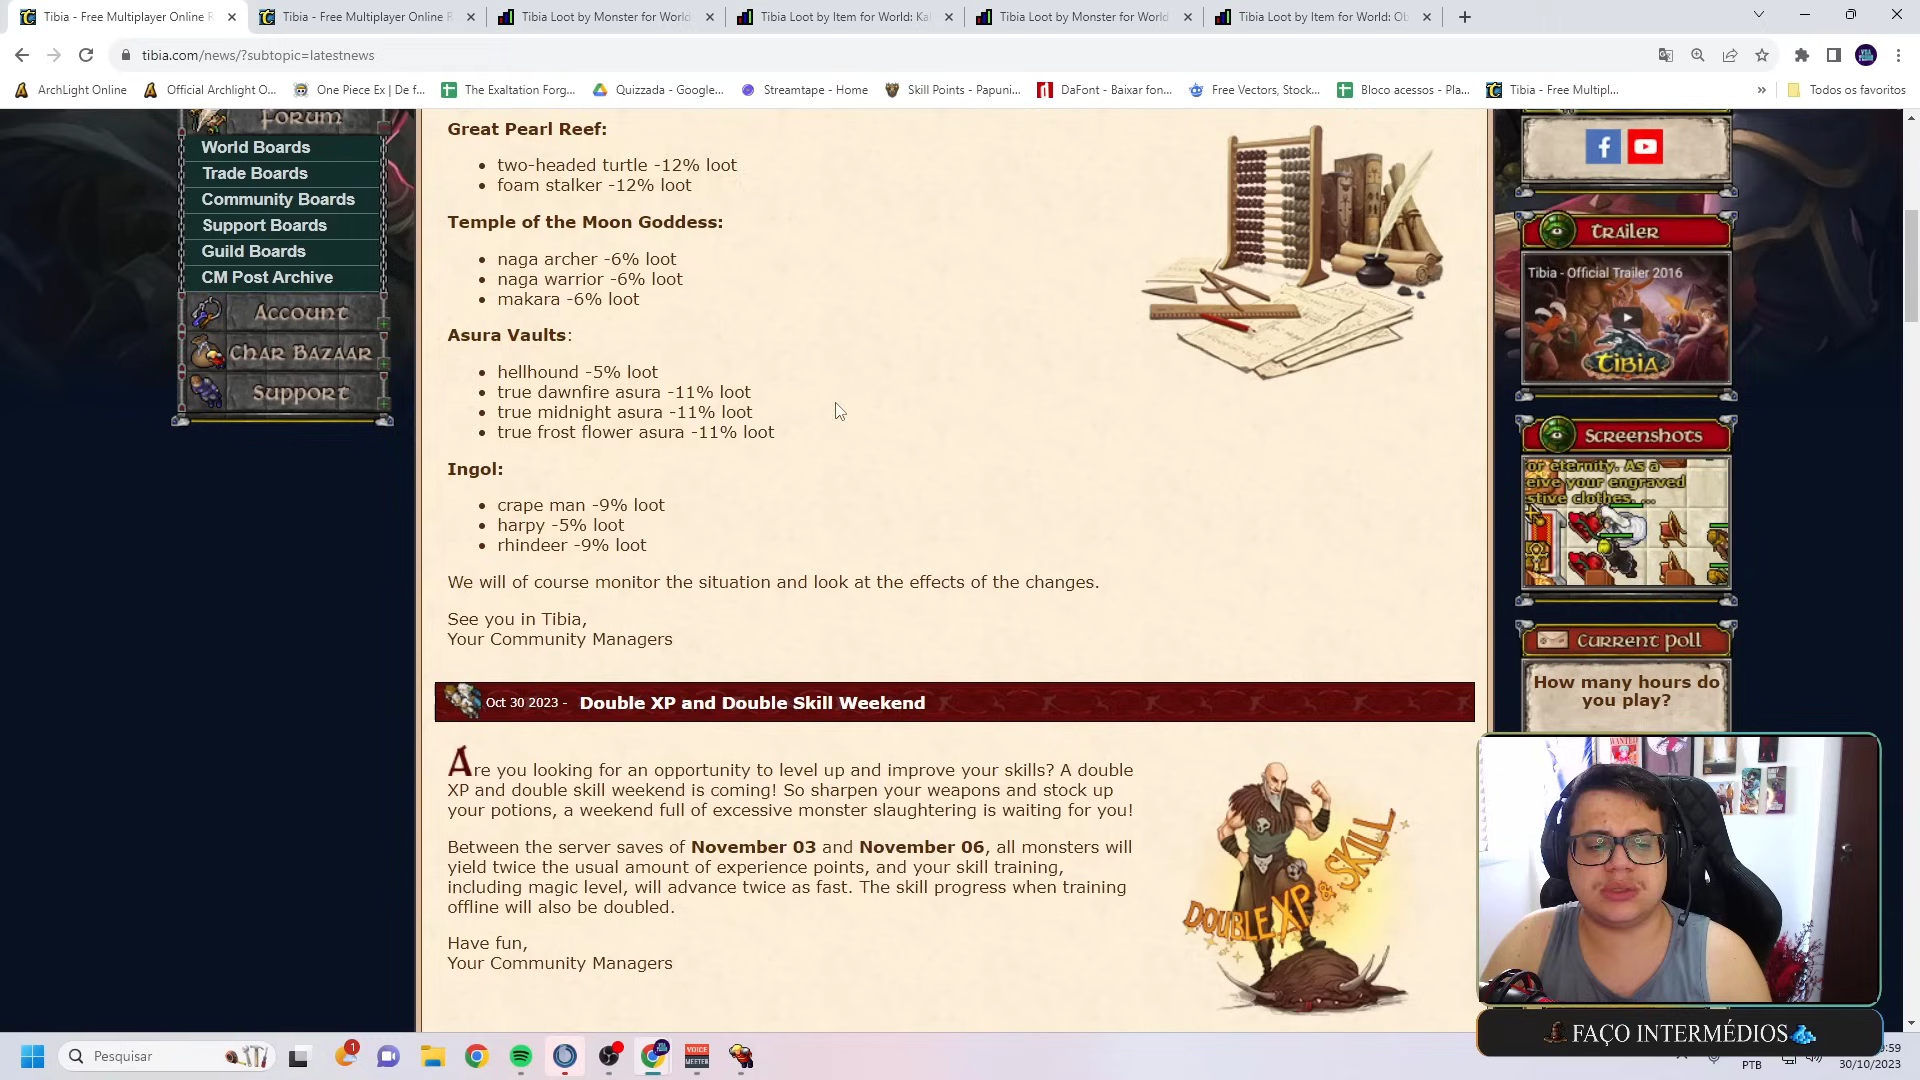 Tibia - Free Multiplayer Online R
Tibia - Free Multiplayer Online R
Tibia Loot by Monster for World:
Tibia Loot by Item for World: Ka
Tibia Loot by Monster for World
Tibia Loot by Item for World: Ob
tibia.com/news/?subtopic=latestnews
ArchLight Online
Official Archlight O...
One Piece Ex | De f...
The Exaltation Forg...
Quizzada - Google...
Streamtape - Home
Skill Points - Papuni...
DaFont - Baixar fon...
Free Vectors, Stock...
Bloco acessos - Pla...
Tibia - Free Multipl...
Todos os favoritos
Forum
World Boards
Trade Boards
Community Boards
Support Boards
Guild Boards
CM Post Archive
Account
Char Bazaar
Support
Great Pearl Reef:
two-headed turtle -12% loot
foam stalker -12% loot
Temple of the Moon Goddess:
naga archer -6% loot
naga warrior -6% loot
makara -6% loot
Asura Vaults:
hellhound -5% loot
true dawnfire asura -11% loot
true midnight asura -11% loot
true frost flower asura -11% loot
Ingol:
crape man -9% loot
harpy -5% loot
rhindeer -9% loot
We will of course monitor the situation and look at the effects of the changes.
See you in Tibia,
Your Community Managers
Oct 30 2023 - Double XP and Double Skill Weekend
Are you looking for an opportunity to level up and improve your skills? A double
XP and double skill weekend is coming! So sharpen your weapons and stock up
your potions, a weekend full of excessive monster slaughtering is waiting for you!
Between the server saves of November 03 and November 06, all monsters will
yield twice the usual amount of experience points, and your skill training,
including magic level, will advance twice as fast. The skill progress when training
offline will also be doubled.
Have fun,
Your Community Managers
DOUBLE XP & SKILL
Trailer
Tibia - Official Trailer 2016
TIBIA
Screenshots
or eternity. As a
eive your engraved
stive clothes. ...
Current Poll
How many hours do
you play?
WANTED
FAÇO INTERMÉDIOS
Pesquisar
1
VOICE
MEETER
PTB
:59
30/10/2023